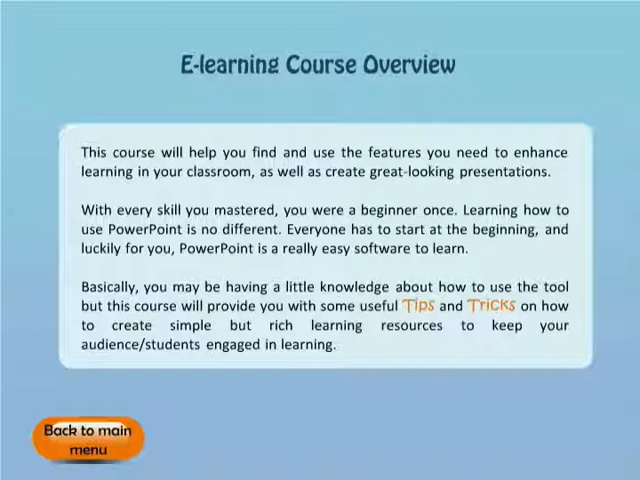 E-learning Course Overview
This course will help you find and use the features you need to enhance
learning in your classroom, as well as create great-looking presentations.
With every skill you mastered, you were a beginner once. Learning how to
use PowerPoint is no different. Everyone has to start at the beginning, and
luckily for you, PowerPoint is a really easy software to learn.
Basically, you may be having a little knowledge about how to use the tool
but this course will provide you with some useful Tips and Tricks on how
to create simple but rich learning resources to keep your
audience/students engaged in learning.
Back to main
menu